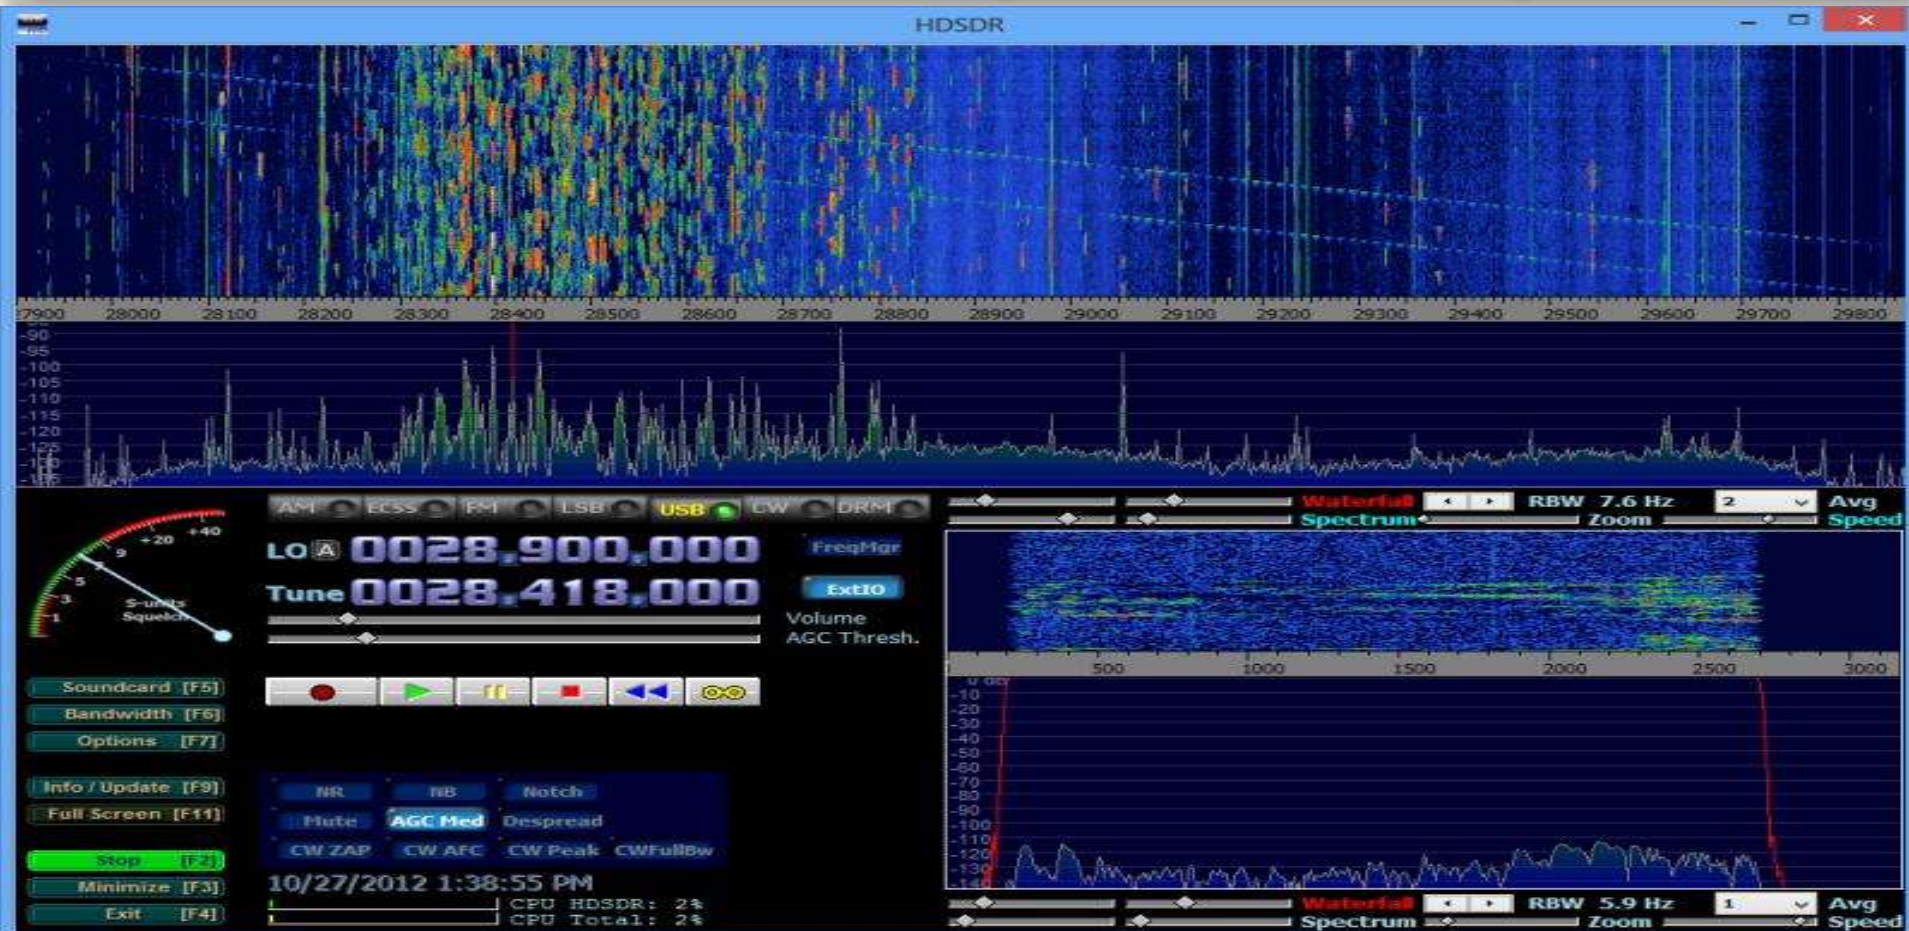 HDSDR
27900 28000 28100 28200 28300 28400 28500 28600 28700 28800 28900 29000 29100 29200 29300 29400 29500 29600 29700 29800
-90
-95
-100
-105
-110
-115
-120
AM ECSS FM LSB USB CW DRM
Waterfall RBW 7.6 Hz 2 Avg
Spectrum Zoom Speed
+20 +40
1 3 5 9
S-units
Squelch
LO A 0028.900.000 FreqMgr
Tune 0028.418.000 ExtIO
Volume
AGC Thresh.
500 1000 1500 2000 2500 3000
-10
-20
-30
-40
-50
-60
-70
-80
-90
-100
-110
-120
-130
Soundcard [F5]
Bandwidth [F6]
Options [F7]
Info / Update [F9]
Full Screen [F11]
Stop [F2]
Minimize [F3]
Exit [F4]
NR NB Notch
Mute AGC Med Despread
CW ZAP CW AFC CW Peak CWFullBw
10/27/2012 1:38:55 PM
CPU HDSDR: 2%
CPU Total: 2%
Waterfall RBW 5.9 Hz 1 Avg
Spectrum Zoom Speed